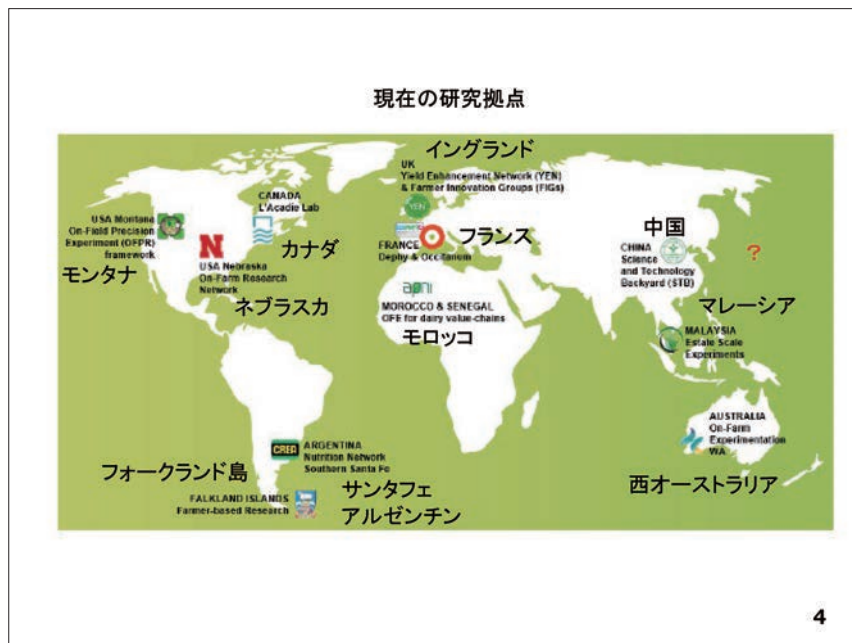 現在の研究拠点
イングランド
UK
Yield Enhancement Network (YEN)
& Farmer Innovation Groups (FIGs)
YEN
CANADA
L'Acadie Lab
カナダ
USA Montana
On-Field Precision
Experiment (OFPR)
framework
モンタナ
N
USA Nebraska
On-Farm Research
Network
ネブラスカ
フランス
FRANCE
Dephy & Occitanum
中国
CHINA
Science
and Technology
Backyard (STB)
?
apni
MOROCCO & SENEGAL
OFE for dairy value-chains
モロッコ
マレーシア
MALAYSIA
Estate Scale
Experiments
AUSTRALIA
On-Farm
Experimentation
WA
西オーストラリア
CREA
ARGENTINA
Nutrition Network
Southern Santa Fe
フォークランド島
FALKLAND ISLANDS
Farmer-based Research
サンタフェ
アルゼンチン
4